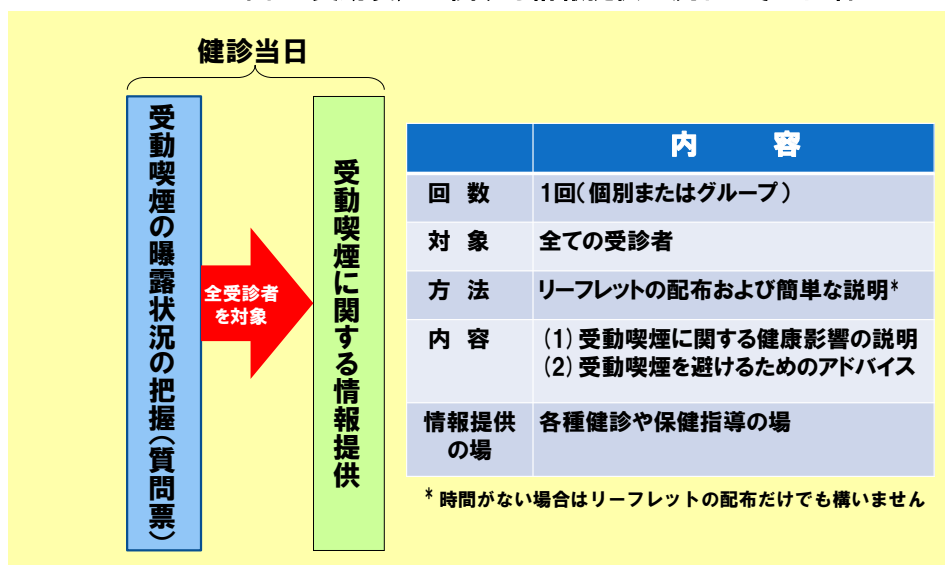 健診当日
受動喫煙の曝露状況の把握（質問票）
全受診者
を対象
受動喫煙に関する情報提供
内　容
回　数　1回（個別またはグループ）
対　象　全ての受診者
方　法　リーフレットの配布および簡単な説明*
内　容　(1) 受動喫煙に関する健康影響の説明
(2) 受動喫煙を避けるためのアドバイス
情報提供　各種健診や保健指導の場
の場
* 時間がない場合はリーフレットの配布だけでも構いません